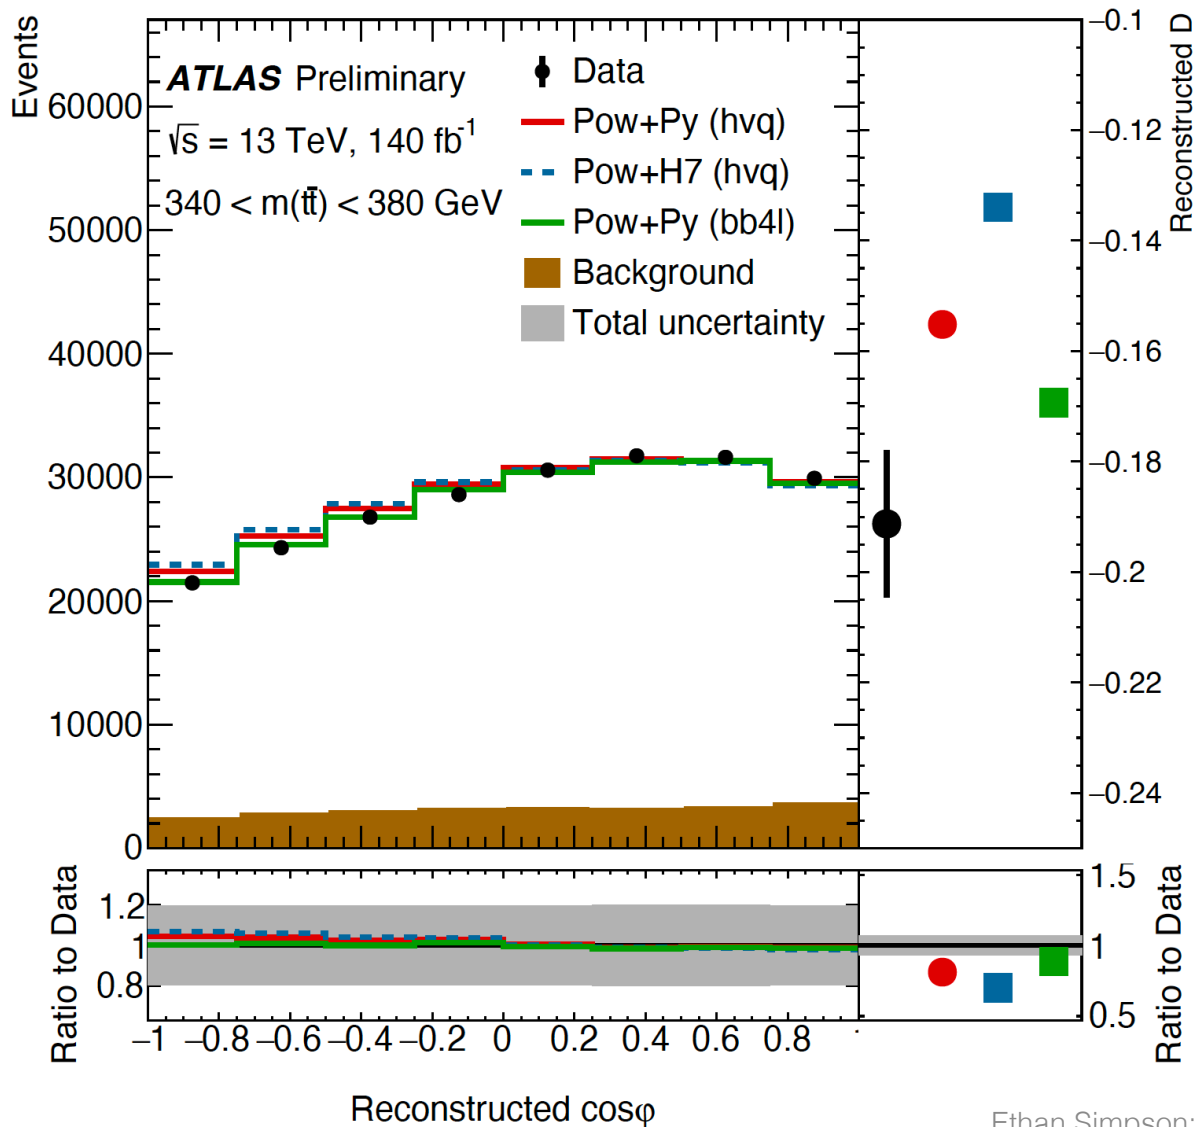 Events
ATLAS Preliminary
√s = 13 TeV, 140 fb⁻¹
340 < m(tt̄) < 380 GeV
Data
Pow+Py (hvq)
Pow+H7 (hvq)
Pow+Py (bb4l)
Background
Total uncertainty
60000
50000
40000
30000
20000
10000
0
−0.1
−0.12
−0.14
−0.16
−0.18
−0.2
−0.22
−0.24
Reconstructed D
Ratio to Data
1.2
1
0.8
1.5
1
0.5
Ratio to Data
−1 −0.8 −0.6 −0.4 −0.2 0 0.2 0.4 0.6 0.8
Reconstructed cosφ
Ethan Simpson: